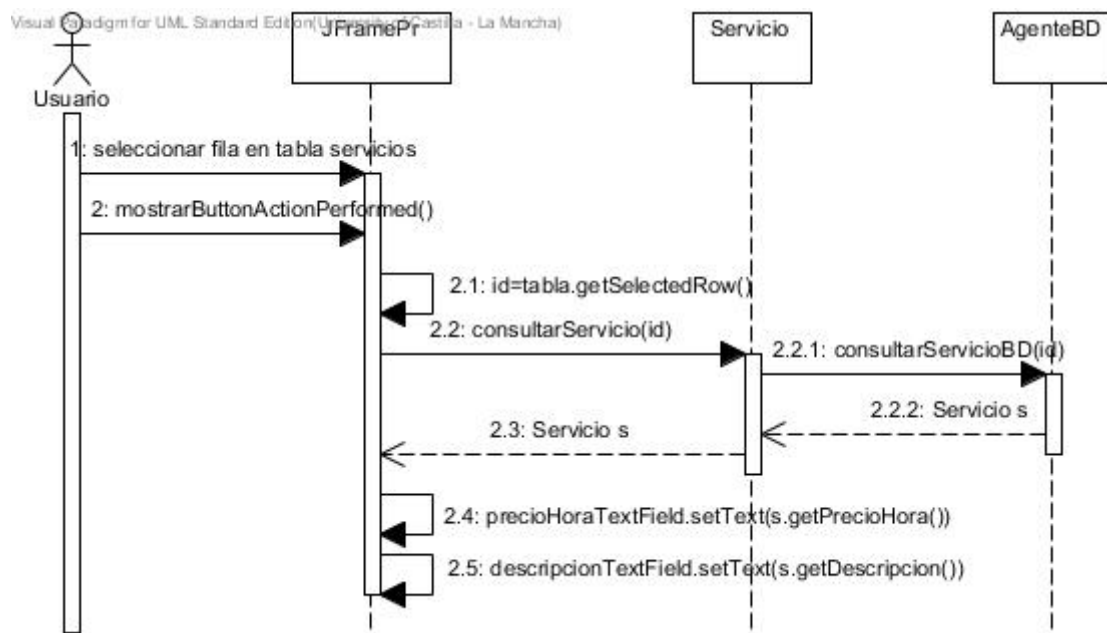 Visual Paradigm for UML Standard Edition(University of Castilla - La Mancha)
JFramePr
Servicio
AgenteBD
Usuario
1: seleccionar fila en tabla servicios
2: mostrarButtonActionPerformed()
2.1: id=tabla.getSelectedRow()
2.2: consultarServicio(id)
2.2.1: consultarServicioBD(id)
2.2.2: Servicio s
2.3: Servicio s
2.4: precioHoraTextField.setText(s.getPrecioHora())
2.5: descripcionTextField.setText(s.getDescripcion())